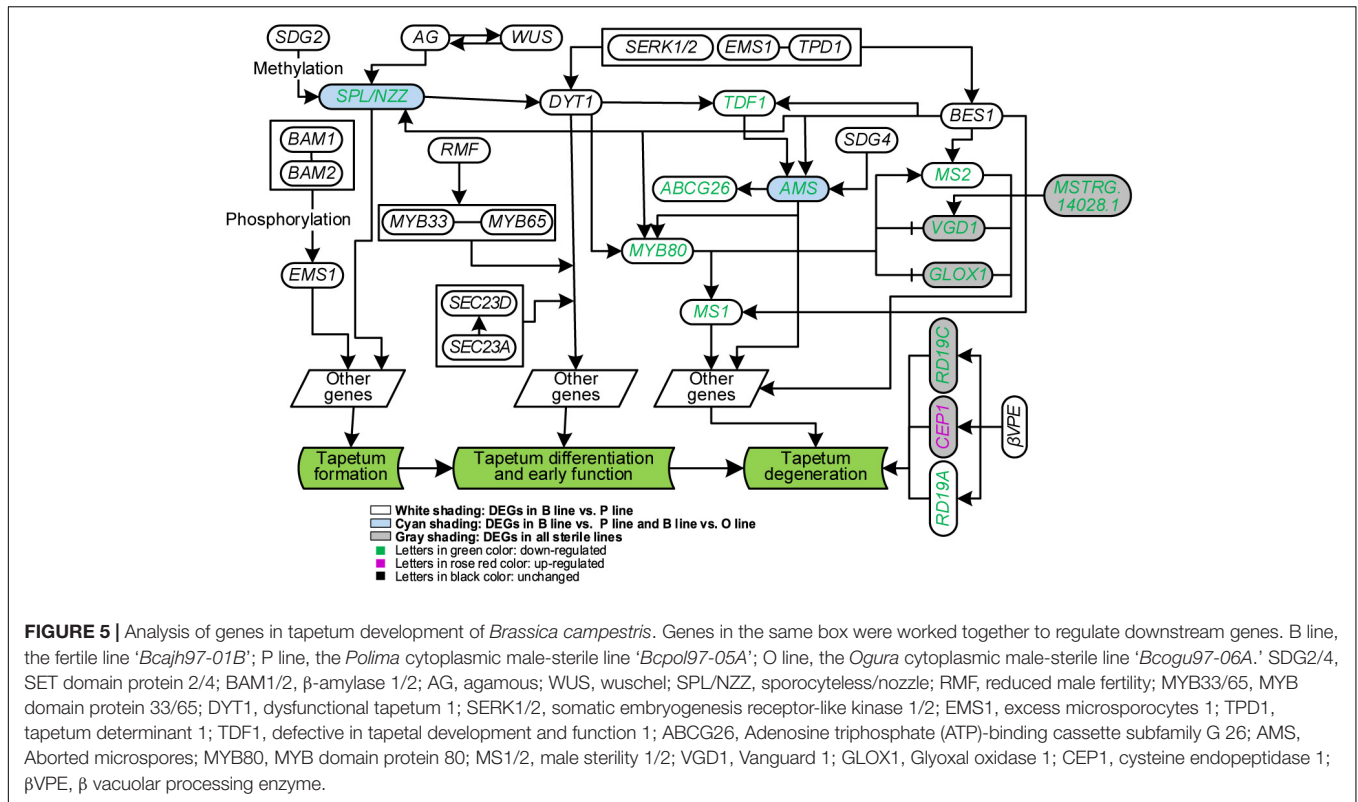 SDG2
AG
WUS
SERK1/2
EMS1
TPD1
Methylation
SPL/NZZ
DYT1
TDF1
BES1
BAM1
RMF
SDG4
BAM2
ABCG26
AMS
MS2
MSTRG.
14028.1
Phosphorylation
MYB33
MYB65
VGD1
MYB80
EMS1
GLOX1
SEC23D
MS1
SEC23A
RD19C
Other
genes
Other
genes
Other
genes
CEP1
βVPE
RD19A
Tapetum
formation
Tapetum differentiation
and early function
Tapetum
degeneration
White shading: DEGs in B line vs. P line
Cyan shading: DEGs in B line vs. P line and B line vs. O line
Gray shading: DEGs in all sterile lines
Letters in green color: down-regulated
Letters in rose red color: up-regulated
Letters in black color: unchanged
FIGURE 5 | Analysis of genes in tapetum development of Brassica campestris. Genes in the same box were worked together to regulate downstream genes. B line,
the fertile line ‘Bcajh97-01B’; P line, the Polima cytoplasmic male-sterile line ‘Bcpol97-05A’; O line, the Ogura cytoplasmic male-sterile line ‘Bcogu97-06A.’ SDG2/4,
SET domain protein 2/4; BAM1/2, β-amylase 1/2; AG, agamous; WUS, wuschel; SPL/NZZ, sporocyteless/nozzle; RMF, reduced male fertility; MYB33/65, MYB
domain protein 33/65; DYT1, dysfunctional tapetum 1; SERK1/2, somatic embryogenesis receptor-like kinase 1/2; EMS1, excess microsporocytes 1; TPD1,
tapetum determinant 1; TDF1, defective in tapetal development and function 1; ABCG26, Adenosine triphosphate (ATP)-binding cassette subfamily G 26; AMS,
Aborted microspores; MYB80, MYB domain protein 80; MS1/2, male sterility 1/2; VGD1, Vanguard 1; GLOX1, Glyoxal oxidase 1; CEP1, cysteine endopeptidase 1;
βVPE, β vacuolar processing enzyme.